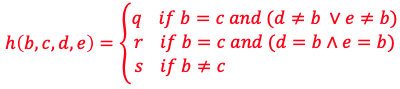 q if b = c and (d ≠ b ∨ e ≠ b)
h(b, c, d, e) = { r if b = c and (d = b ∧ e = b)
s if b ≠ c